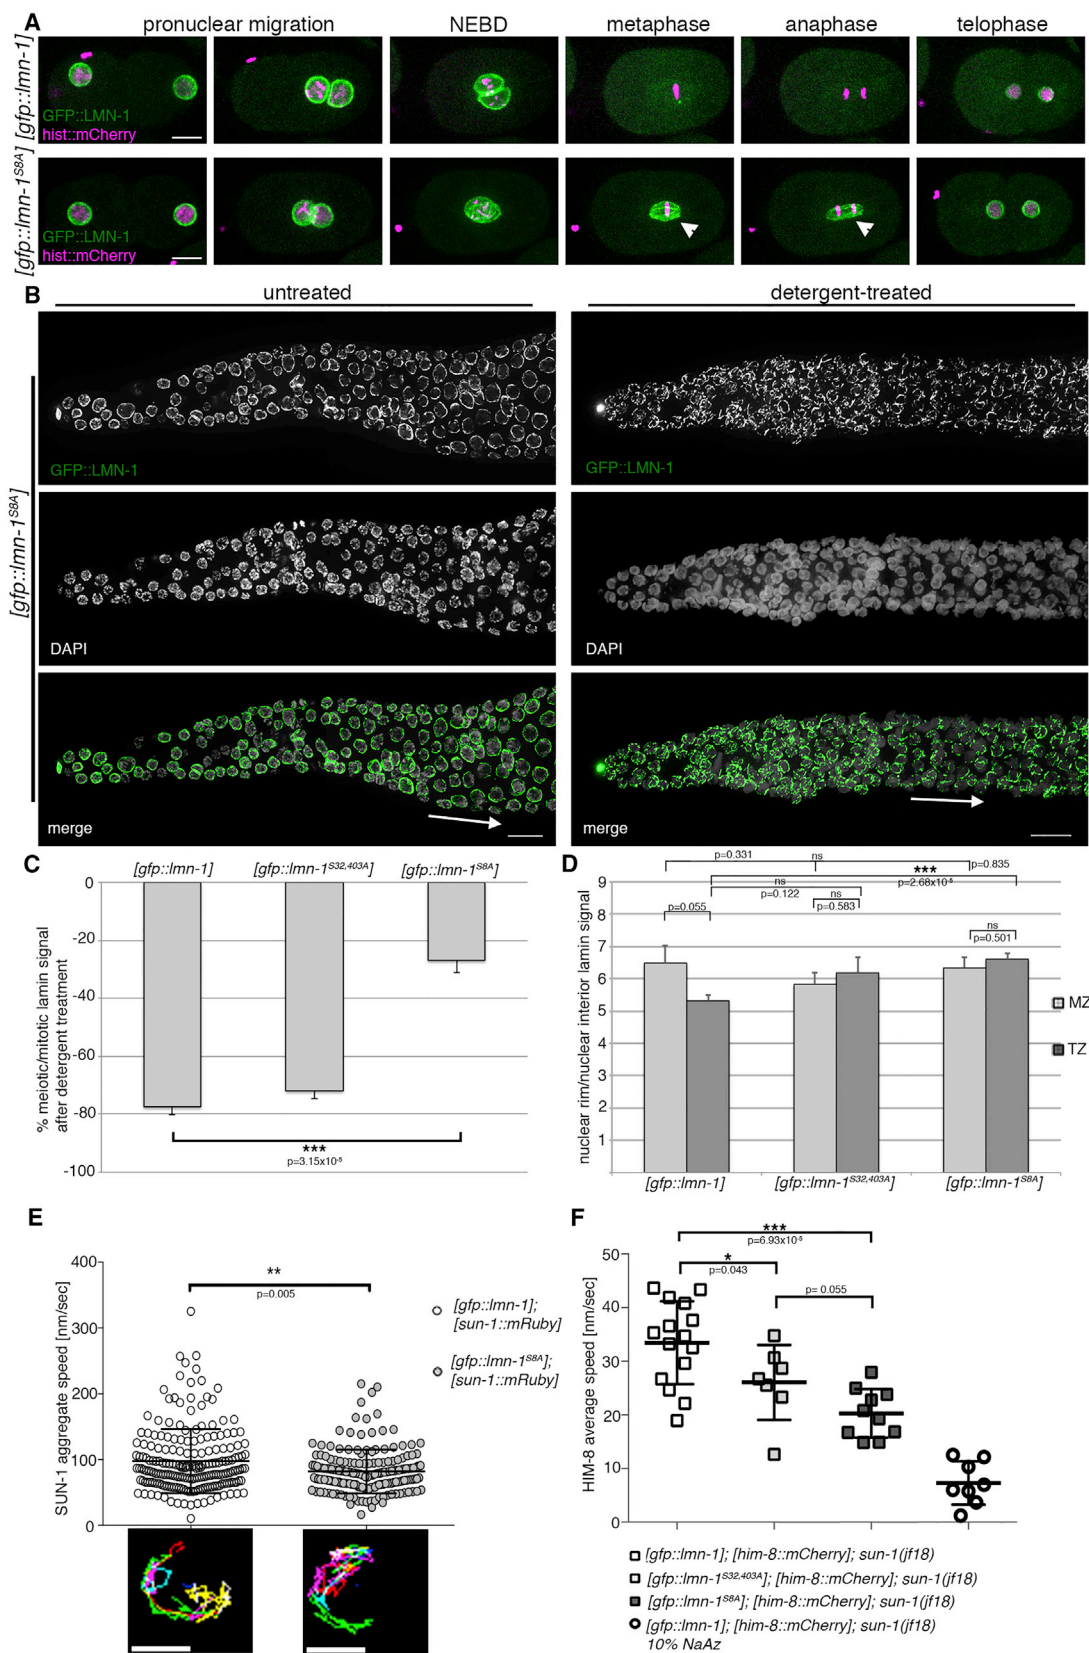 A
pronuclear migration NEBD metaphase anaphase telophase
[gfp::lmn-1]
GFP::LMN-1
hist::mCherry
[gfp::lmn-1S8A]
GFP::LMN-1
hist::mCherry
B
untreated detergent-treated
[gfp::lmn-1S8A]
GFP::LMN-1 GFP::LMN-1
DAPI DAPI
merge merge
C
[gfp::lmn-1] [gfp::lmn-1S32,403A] [gfp::lmn-1S8A]
% meiotic/mitotic lamin signal
after detergent treatment
0
-20
-40
-60
-80
-100
***
p=3.15x10-5
D
nuclear rim/nuclear interior lamin signal
p=0.331 ns p=0.835
***
p=2.68x10-5
ns
p=0.122
ns
p=0.583
p=0.055
ns
p=0.501
9
8
7
6
5
4
3
2
1
MZ
TZ
[gfp::lmn-1] [gfp::lmn-1S32,403A] [gfp::lmn-1S8A]
E
SUN-1 aggregate speed [nm/sec]
400
300
200
100
0
**
p=0.005
[gfp::lmn-1];
[sun-1::mRuby]
[gfp::lmn-1S8A];
[sun-1::mRuby]
F
HIM-8 average speed [nm/sec]
50
40
30
20
10
0
***
p=6.93x10-5
*
p=0.043
p= 0.055
[gfp::lmn-1]; [him-8::mCherry]; sun-1(jf18)
[gfp::lmn-1S32,403A]; [him-8::mCherry]; sun-1(jf18)
[gfp::lmn-1S8A]; [him-8::mCherry]; sun-1(jf18)
[gfp::lmn-1]; [him-8::mCherry]; sun-1(jf18)
10% NaAz